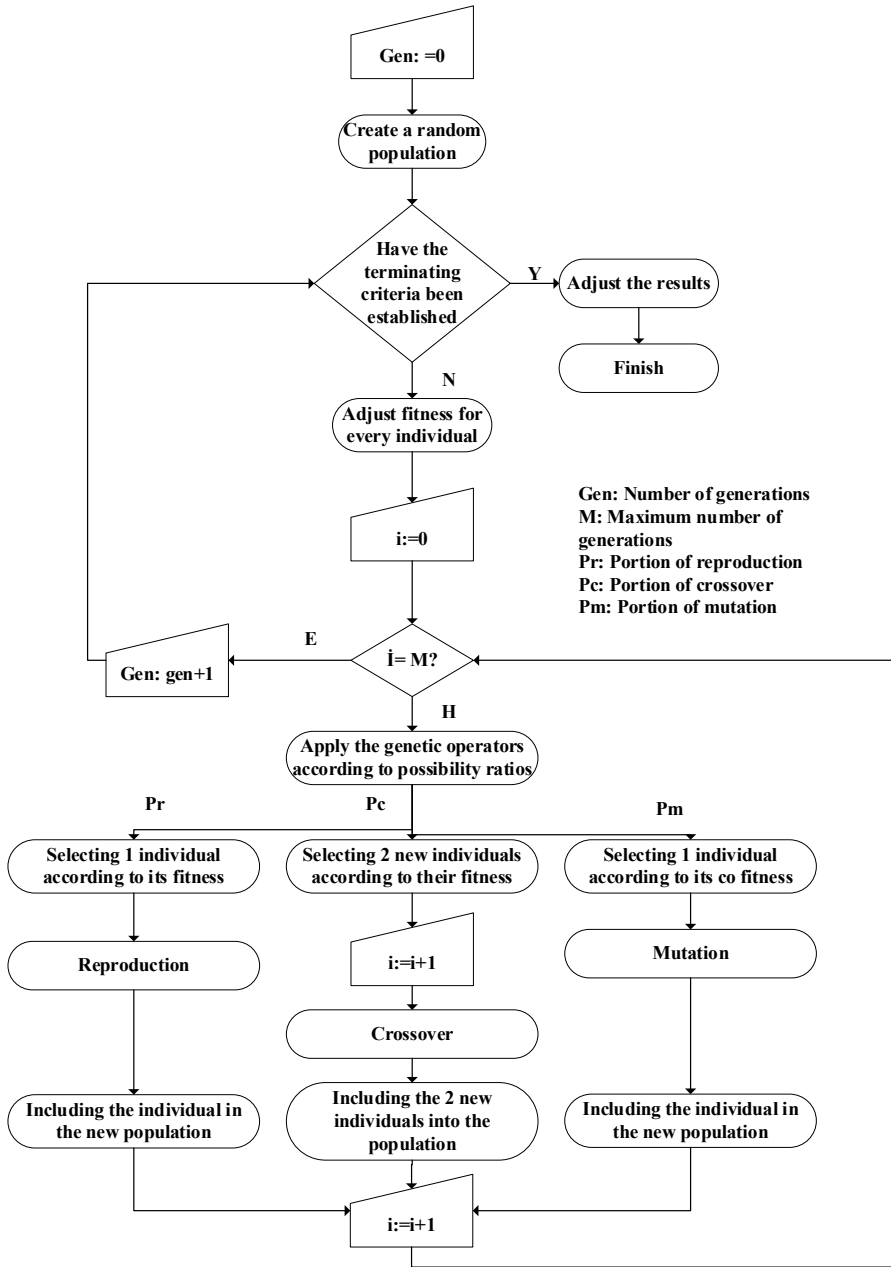 Gen: =0
Create a random
population
Have the
terminating
criteria been
established
Y
Adjust the results
Finish
N
Adjust fitness for
every individual
i:=0
Gen: Number of generations
M: Maximum number of
generations
Pr: Portion of reproduction
Pc: Portion of crossover
Pm: Portion of mutation
E
İ= M?
Gen: gen+1
H
Apply the genetic operators
according to possibility ratios
Pr
Pc
Pm
Selecting 1 individual
according to its fitness
Selecting 2 new individuals
according to their fitness
Selecting 1 individual
according to its co fitness
Reproduction
i:=i+1
Mutation
Crossover
Including the individual in
the new population
Including the 2 new
individuals into the
population
Including the individual in
the new population
i:=i+1